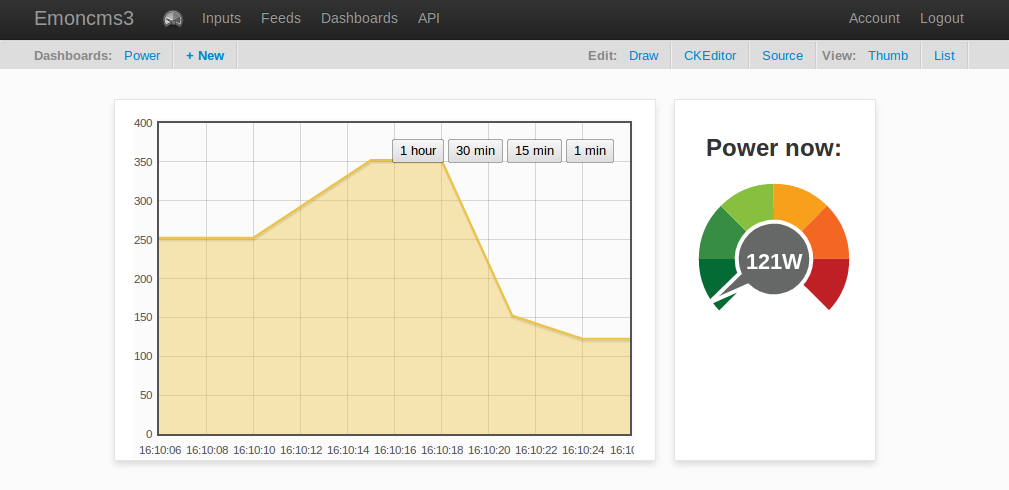 Emoncms3 Inputs Feeds Dashboards API Account Logout
Dashboards: Power + New Edit: Draw CKEditor Source View: Thumb List
1 hour 30 min 15 min 1 min
400
350
300
250
200
150
100
50
0
16:10:06 16:10:08 16:10:10 16:10:12 16:10:14 16:10:16 16:10:18 16:10:20 16:10:22 16:10:24 16:10
Power now:
121W